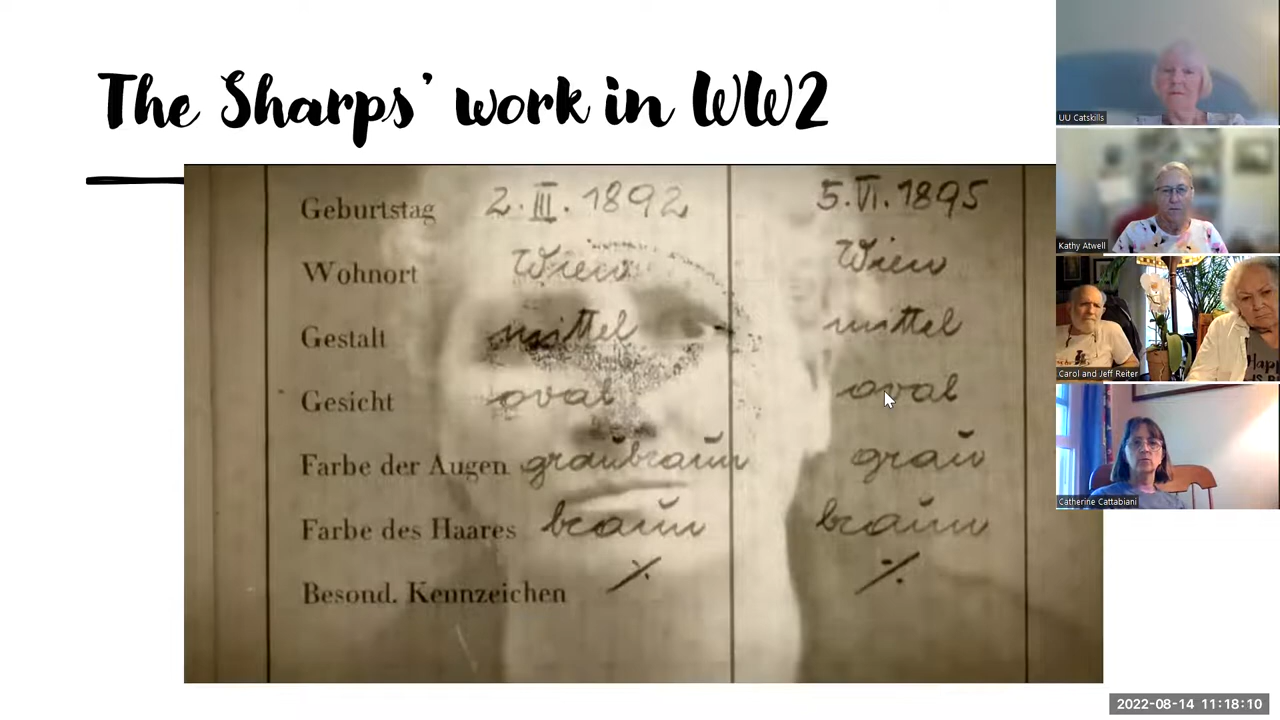 The Sharps' work in WW2
Geburtstag 2.III.1892 5.VI.1895
Wohnort Wien Wien
Gestalt mittel mittel
Gesicht oval oval
Farbe der Augen graubraun grau
Farbe des Haares braun braun
Besond. Kennzeichen ⁒ ⁒
UU Catskills
Kathy Atwell
Happ
IS B
Carol and Jeff Reiter
Catherine Cattabiani
2022-08-14 11:18:10